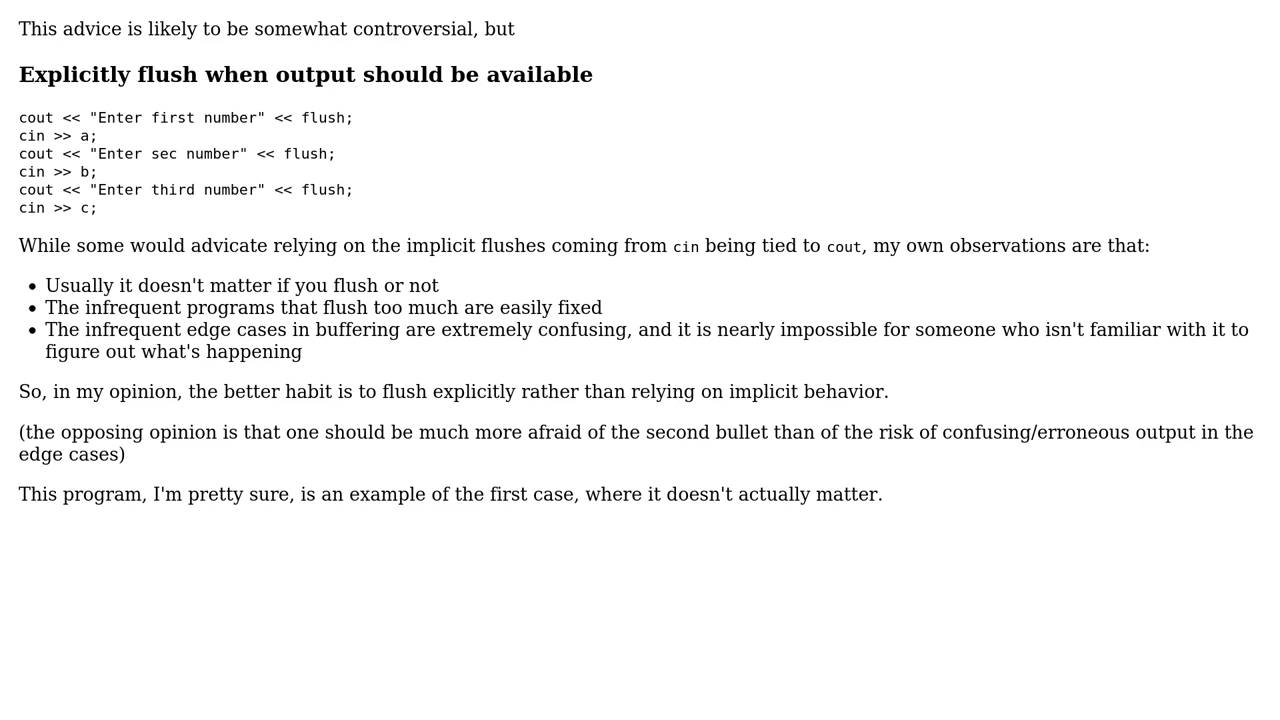 This advice is likely to be somewhat controversial, but
Explicitly flush when output should be available
cout << "Enter first number" << flush;
cin >> a;
cout << "Enter sec number" << flush;
cin >> b;
cout << "Enter third number" << flush;
cin >> c;
While some would advicate relying on the implicit flushes coming from cin being tied to cout, my own observations are that:
• Usually it doesn't matter if you flush or not
• The infrequent programs that flush too much are easily fixed
• The infrequent edge cases in buffering are extremely confusing, and it is nearly impossible for someone who isn't familiar with it to
figure out what's happening
So, in my opinion, the better habit is to flush explicitly rather than relying on implicit behavior.
(the opposing opinion is that one should be much more afraid of the second bullet than of the risk of confusing/erroneous output in the
edge cases)
This program, I'm pretty sure, is an example of the first case, where it doesn't actually matter.